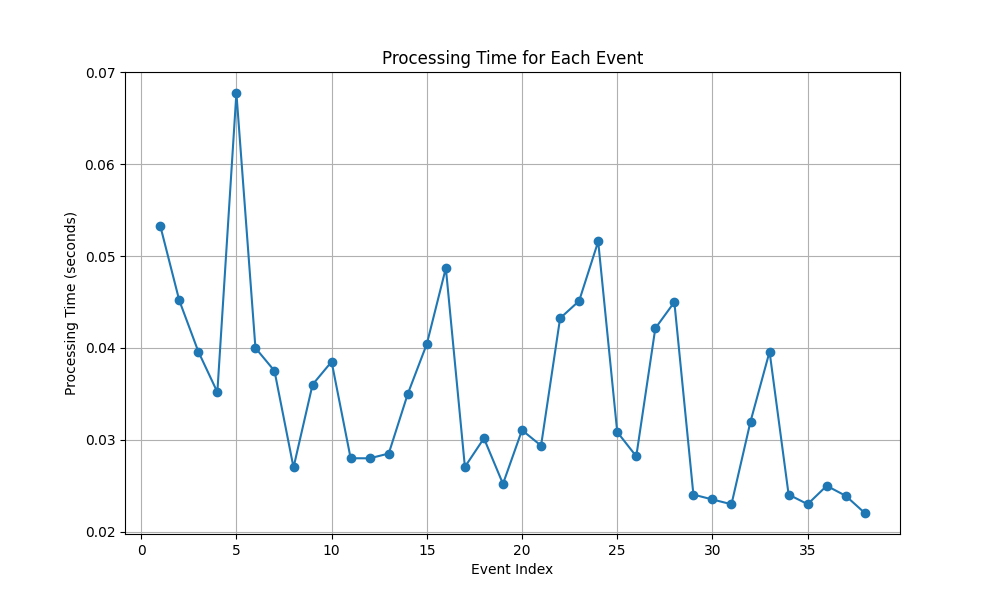 Processing Time for Each Event
0.07
0.06
0.05
0.04
0.03
0.02
Processing Time (seconds)
0 5 10 15 20 25 30 35
Event Index